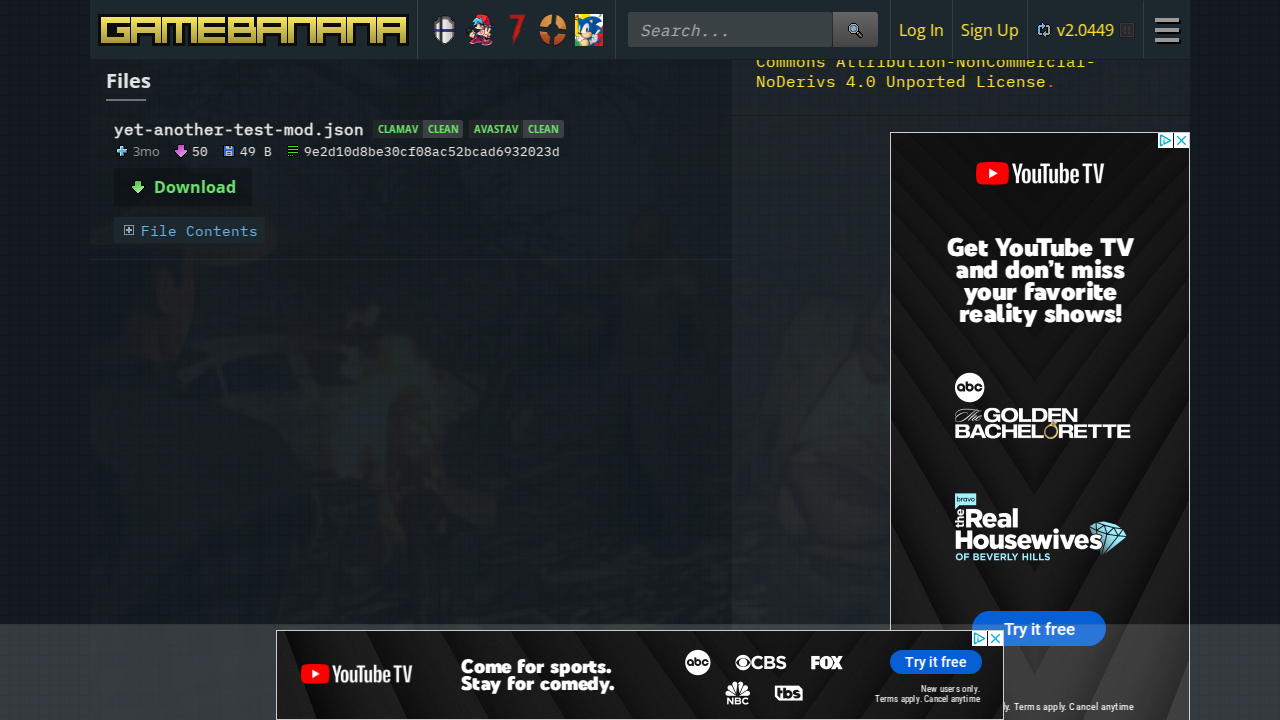 GAMEBANANA
Search...
Log In
Sign Up
v2.0449
Files
yet-another-test-mod.json CLAMAV CLEAN AVASTAV CLEAN
3mo 50 49 B 9e2d10d8be30cf08ac52bcad6932023d
Download
File Contents
Commons Attribution-NonCommercial-
NoDerivs 4.0 Unported License.
YouTube TV
Get YouTube TV
and don't miss
your favorite
reality shows!
abc
The GOLDEN
BACHELORETTE
bravo
the Real
Housewives
OF BEVERLY HILLS
Try it free
Terms apply. Cancel anytime
YouTube TV
Come for sports.
Stay for comedy.
abc CBS FOX
NBC tbs
Try it free
New users only.
Terms apply. Cancel anytime